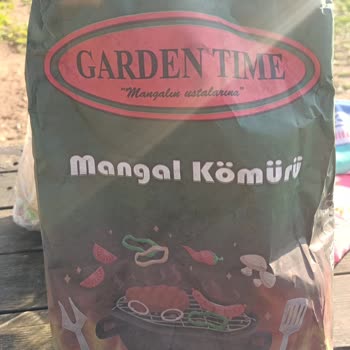 GARDEN TIME
"Mangalın ustalarına"
Mangal Kömürü